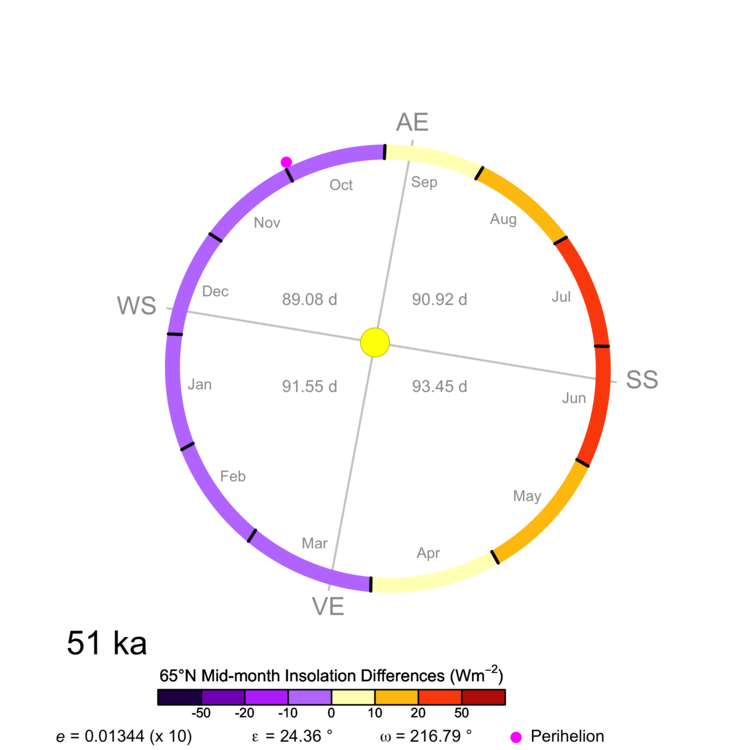 AE
Oct
Sep
Nov
Aug
Dec
Jul
WS
89.08 d
90.92 d
SS
Jan
91.55 d
93.45 d
Jun
Feb
May
Mar
Apr
VE
51 ka
65°N Mid-month Insolation Differences (Wm⁻²)
-50 -20 -10 0 10 20 50
e = 0.01344 (x 10) ε = 24.36 ° ω = 216.79 ° Perihelion